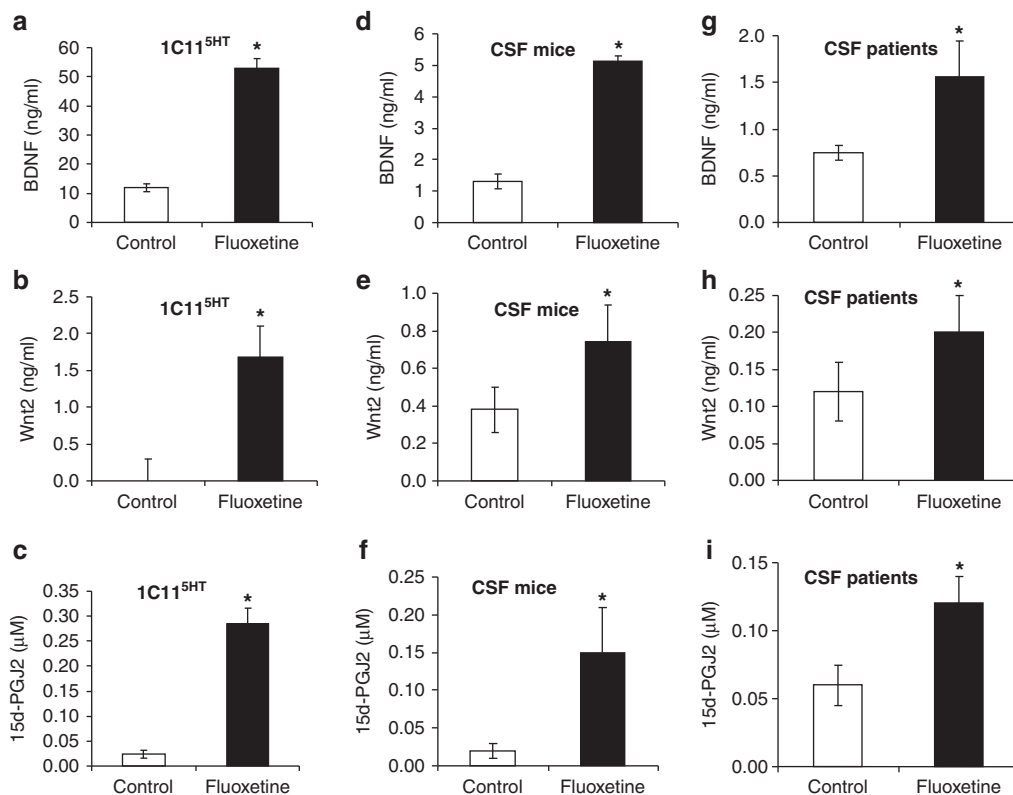 a
1C115HT
*
60
50
40
30
20
10
0
BDNF (ng/ml)
Control Fluoxetine
d
CSF mice
*
6
5
4
3
2
1
0
BDNF (ng/ml)
Control Fluoxetine
g
CSF patients
*
2.0
1.5
1.0
0.5
0.0
BDNF (ng/ml)
Control Fluoxetine
b
1C115HT
*
2.5
2.0
1.5
1.0
0.5
0.0
Wnt2 (ng/ml)
Control Fluoxetine
e
CSF mice
*
1.0
0.8
0.6
0.4
0.2
0.0
Wnt2 (ng/ml)
Control Fluoxetine
h
CSF patients
*
0.25
0.20
0.15
0.10
0.05
0.00
Wnt2 (ng/ml)
Control Fluoxetine
c
1C115HT
*
0.35
0.30
0.25
0.20
0.15
0.10
0.05
0.00
15d-PGJ2 (μM)
Control Fluoxetine
f
CSF mice
*
0.25
0.20
0.15
0.10
0.05
0.00
15d-PGJ2 (μM)
Control Fluoxetine
i
CSF patients
*
0.15
0.10
0.05
0.00
15d-PGJ2 (μM)
Control Fluoxetine